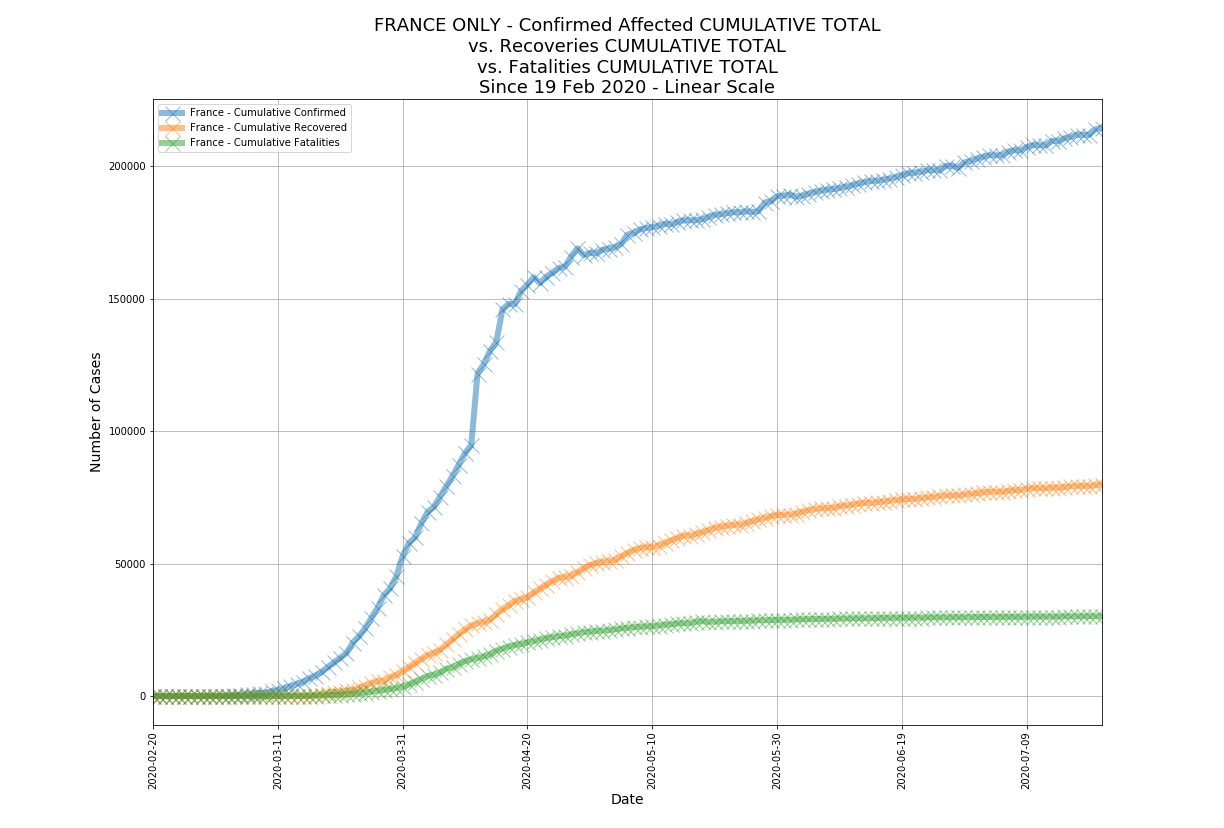 FRANCE ONLY - Confirmed Affected CUMULATIVE TOTAL
vs. Recoveries CUMULATIVE TOTAL
vs. Fatalities CUMULATIVE TOTAL
Since 19 Feb 2020 - Linear Scale
France - Cumulative Confirmed
France - Cumulative Recovered
France - Cumulative Fatalities
200000
150000
100000
50000
0
Number of Cases
2020-02-20
2020-03-11
2020-03-31
2020-04-20
2020-05-10
2020-05-30
2020-06-19
2020-07-09
Date